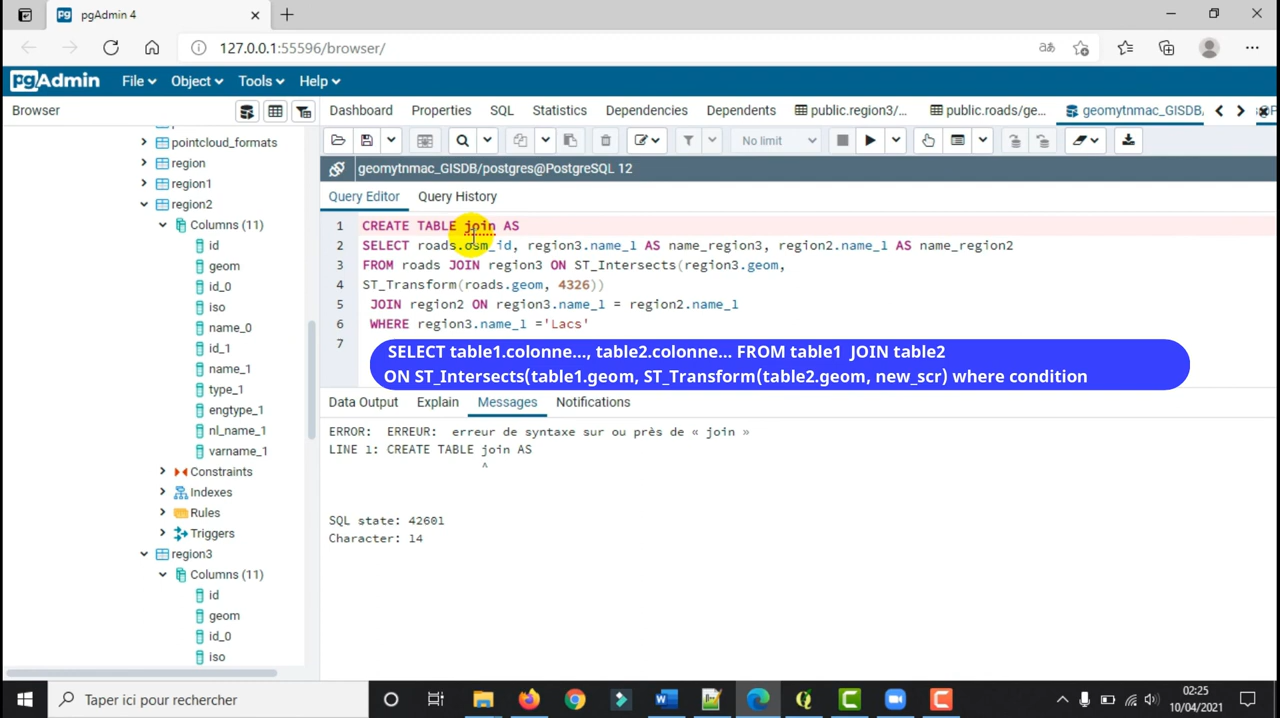 pgAdmin 4
127.0.0.1:55596/browser/
pgAdmin File Object Tools Help
Browser
Dashboard Properties SQL Statistics Dependencies Dependents public.region3/... public.roads/ge... geomytnmac_GISDB/
No limit
geomytnmac_GISDB/postgres@PostgreSQL 12
Query Editor Query History
pointcloud_formats
region
region1
region2
Columns (11)
id
geom
id_0
iso
name_0
id_1
name_1
type_1
engtype_1
nl_name_1
varname_1
Constraints
Indexes
Rules
Triggers
region3
Columns (11)
id
geom
id_0
iso
1 CREATE TABLE join AS
2 SELECT roads.osm_id, region3.name_1 AS name_region3, region2.name_1 AS name_region2
3 FROM roads JOIN region3 ON ST_Intersects(region3.geom,
4 ST_Transform(roads.geom, 4326))
5 JOIN region2 ON region3.name_1 = region2.name_1
6 WHERE region3.name_1 ='Lacs'
7
SELECT table1.colonne..., table2.colonne... FROM table1 JOIN table2
ON ST_Intersects(table1.geom, ST_Transform(table2.geom, new_scr) where condition
Data Output Explain Messages Notifications
ERROR: ERREUR: erreur de syntaxe sur ou près de « join »
LINE 1: CREATE TABLE join AS
^
SQL state: 42601
Character: 14
Taper ici pour rechercher
02:25
10/04/2021